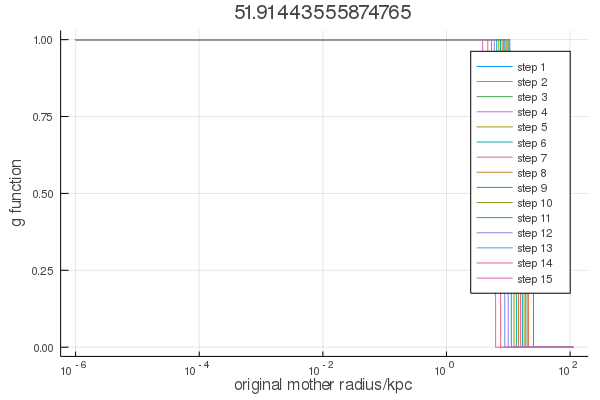 51.91443555874765
1.00
0.75
0.50
0.25
0.00
g function
step 1
step 2
step 3
step 4
step 5
step 6
step 7
step 8
step 9
step 10
step 11
step 12
step 13
step 14
step 15
10⁻⁶ 10⁻⁴ 10⁻² 10⁰ 10²
original mother radius/kpc